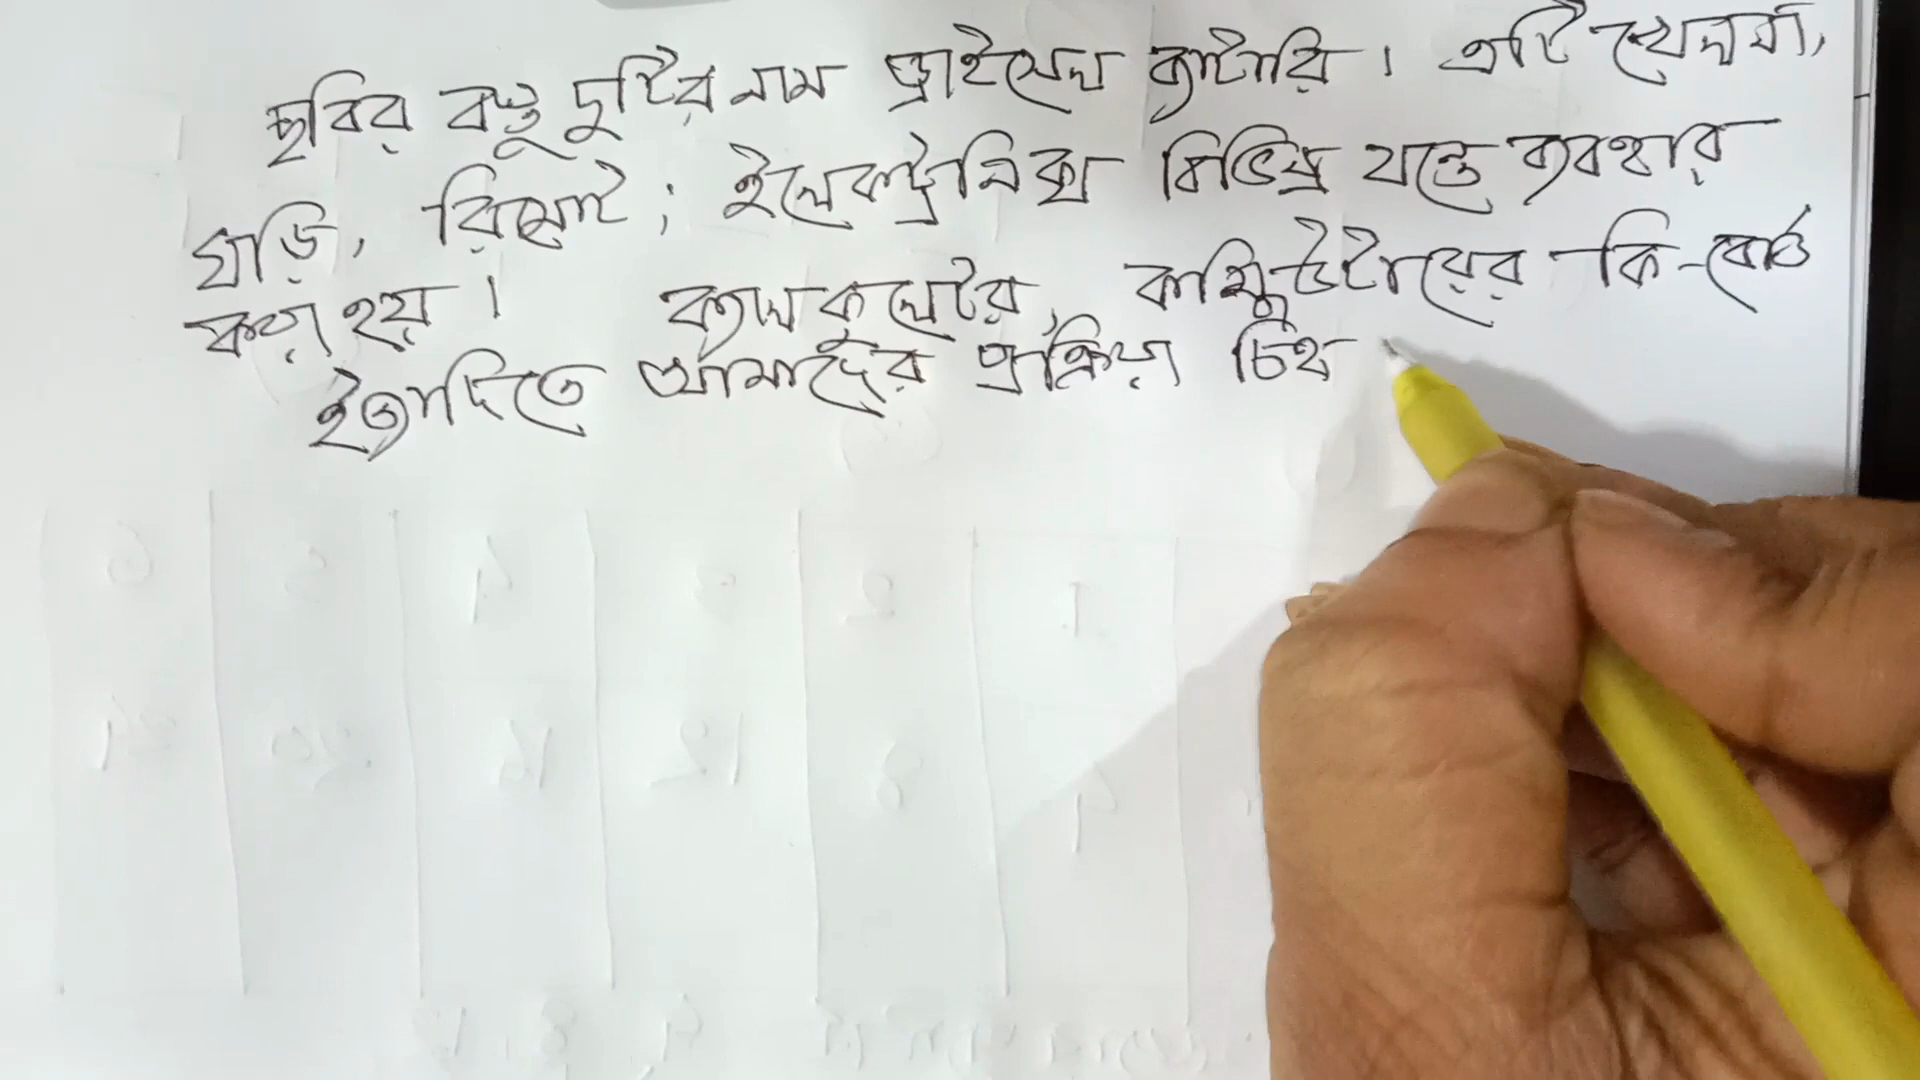 ছবির বস্তু দুটির নাম ড্রাইসেল ব্যাটারি। এটি খেলনা,
ঘড়ি, রিমোট; ইলেকট্রনিক্স বিভিন্ন যন্ত্রে ব্যবহার
করা হয়। ক্যালকুলেটর, কম্পিউটারের কি-বোর্ড
ইত্যাদিতে আমাদের প্রক্রিয়া চিহ